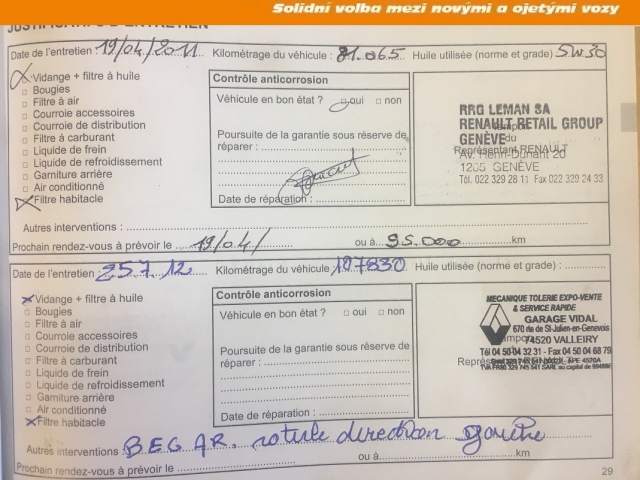 Solidní volba mezi novými a ojetými vozy
JUSTIFICATIFS D'ENTRETIEN
Date de l'entretien : 19/04/2011 Kilométrage du véhicule : 81.065 Huile utilisée (norme et grade) 5W30
Vidange + filtre à huile
Bougies
Filtre à air
Courroie accessoires
Courroie de distribution
Filtre à carburant
Liquide de frein
Liquide de refroidissement
Garniture arrière
Air conditionné
Filtre habitacle
Contrôle anticorrosion
Véhicule en bon état ? oui non
Poursuite de la garantie sous réserve de
réparer :
Date de réparation :
RRG LEMAN SA
RENAULT RETAIL GROUP
GENÈVE
Représentant RENAULT
Av. Henri-Dunant 20
1205 GENÈVE
Tél. 022 329 28 11 Fax 022 329 24 33
Autres interventions :
Prochain rendez-vous à prévoir le 19/04/ ou à 95.000 km
Date de l'entretien : 25 7 12 Kilométrage du véhicule 107830 Huile utilisée (norme et grade) :
Vidange + filtre à huile
Bougies
Filtre à air
Courroie accessoires
Courroie de distribution
Filtre à carburant
Liquide de frein
Liquide de refroidissement
Garniture arrière
Air conditionné
Filtre habitacle
Contrôle anticorrosion
Véhicule en bon état ? oui non
Poursuite de la garantie sous réserve de
réparer :
Date de réparation :
MECANIQUE TOLERIE EXPO-VENTE
& SERVICE RAPIDE
GARAGE VIDAL
670 rte de St-Julien-en-Genevois
74520 VALLEIRY
Tél 04 50 04 32 31 - Fax 04 50 04 68 79
Autres interventions : B.E.G AR. rotule direction gauche
Prochain rendez-vous à prévoir le ou à km
29